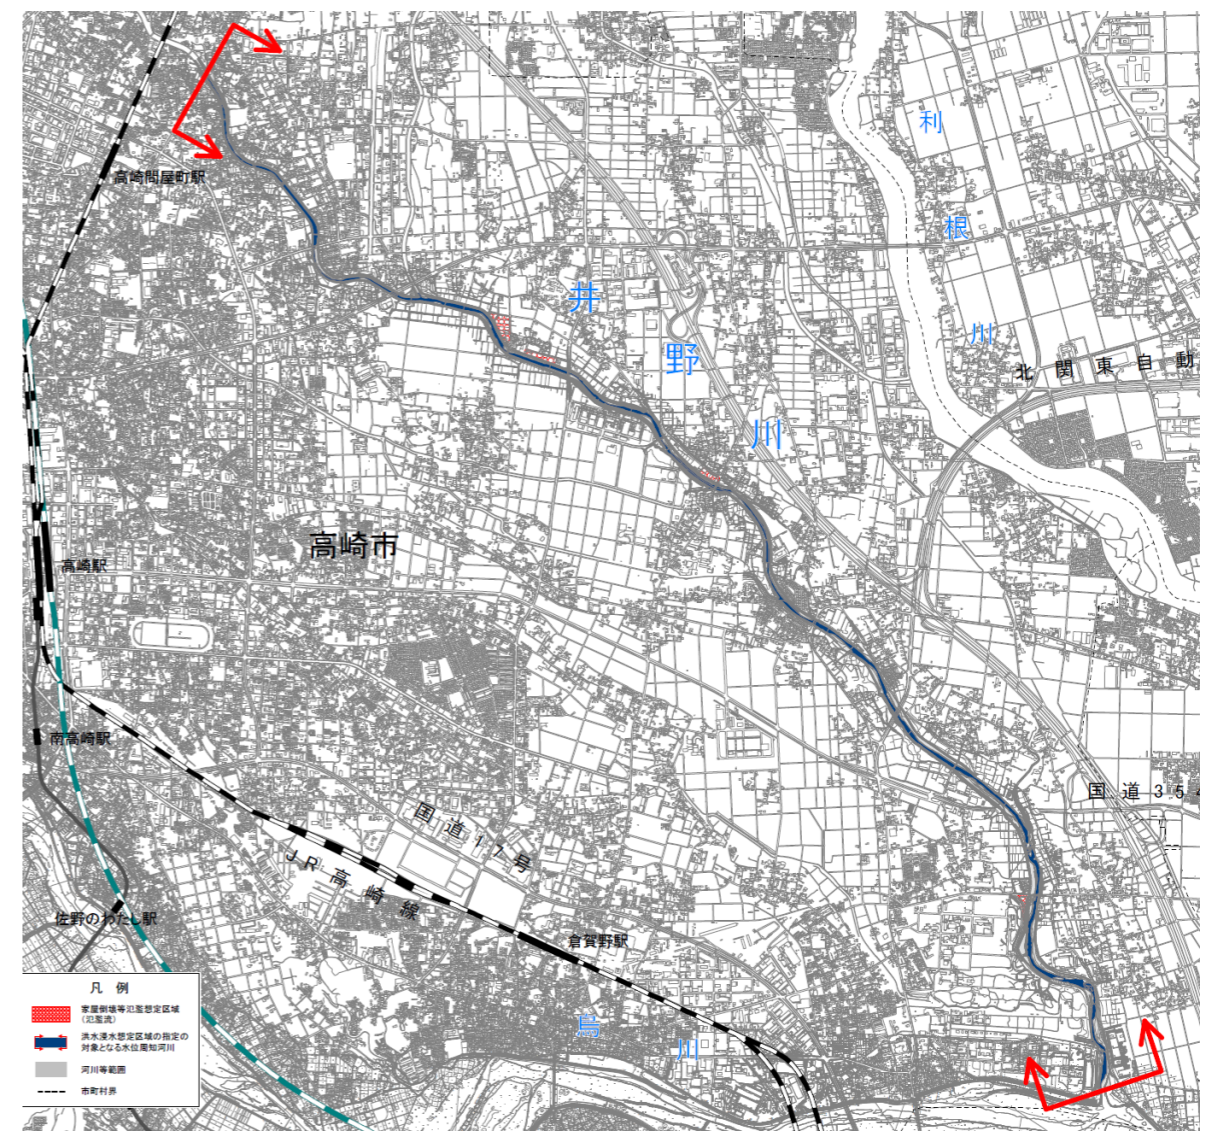 利
根
川
高崎問屋町駅
井
野
川
北関東自動
高崎市
高崎駅
南高崎駅
国道354
国道17号
JR高崎線
佐野のわたし駅
倉賀野駅
烏
川
凡 例
家屋倒壊等氾濫想定区域
(氾濫流)
洪水浸水想定区域の指定の
対象となる水位周知河川
河川等範囲
市町村界